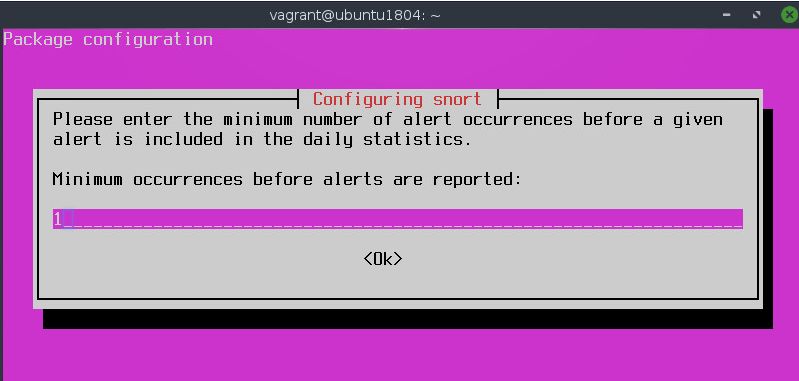 vagrant@ubuntu1804: ~
Package configuration
Configuring snort
Please enter the minimum number of alert occurrences before a given
alert is included in the daily statistics.
Minimum occurrences before alerts are reported:
1
<Ok>